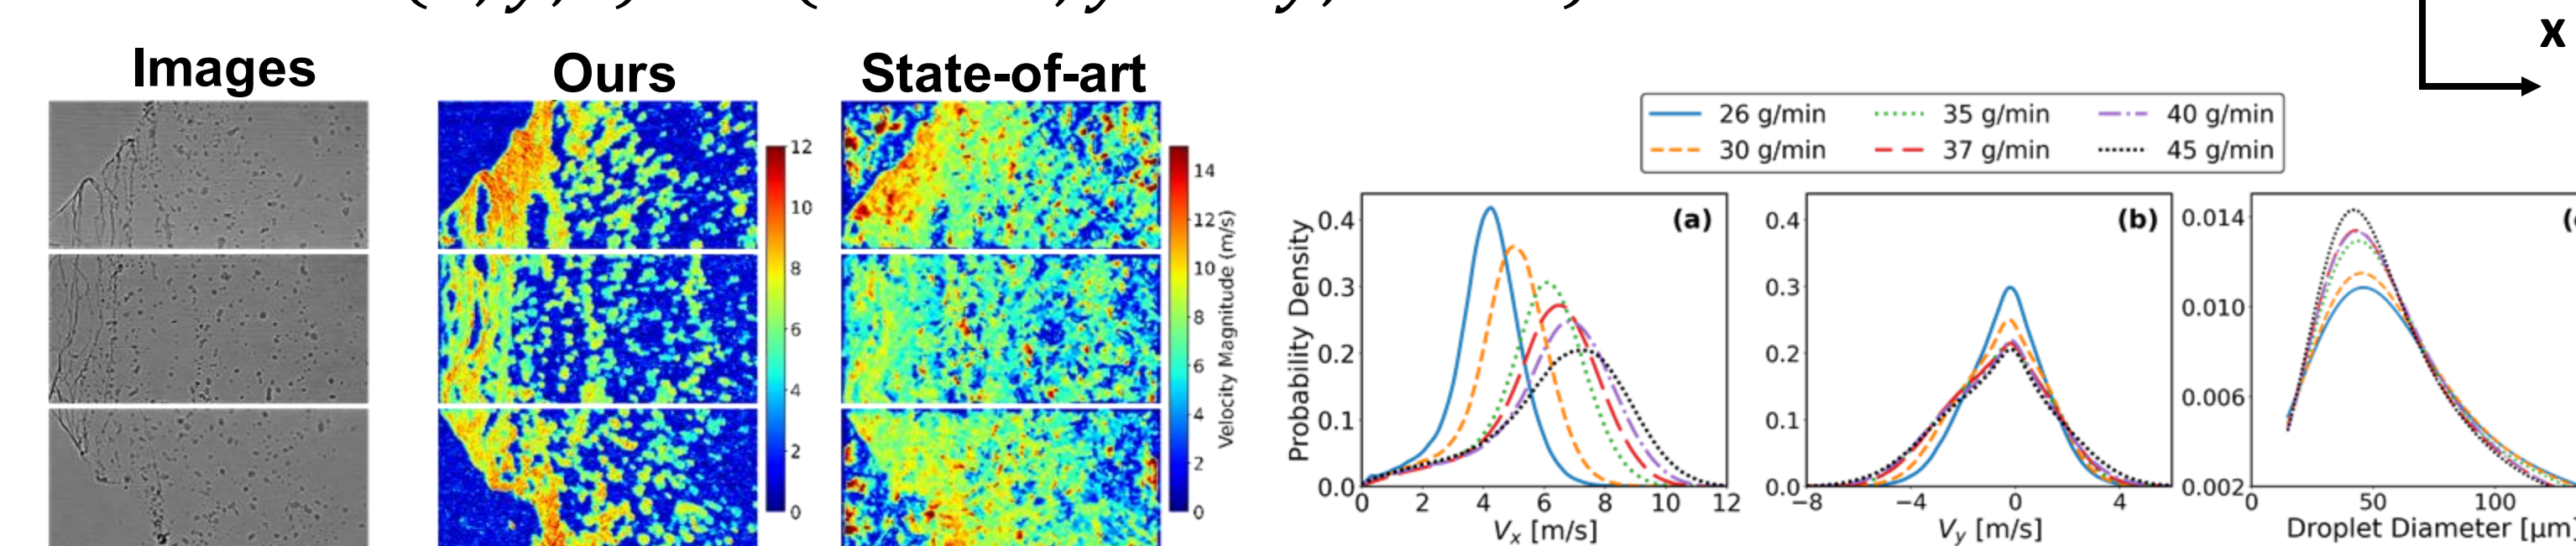 x
Images
Ours
State-of-art
12
10
8
6
4
2
0
14
12
10
8
6
4
2
0
Velocity Magnitude (m/s)
26 g/min
35 g/min
40 g/min
30 g/min
37 g/min
45 g/min
(a)
0.4
0.3
0.2
0.1
0.0
Probability Density
0 2 4 6 8 10 12
Vx [m/s]
(b)
0.4
0.3
0.2
0.1
0.0
−8 −4 0 4
Vy [m/s]
0.014
0.010
0.006
0.002
0 50 100
Droplet Diameter [μm]